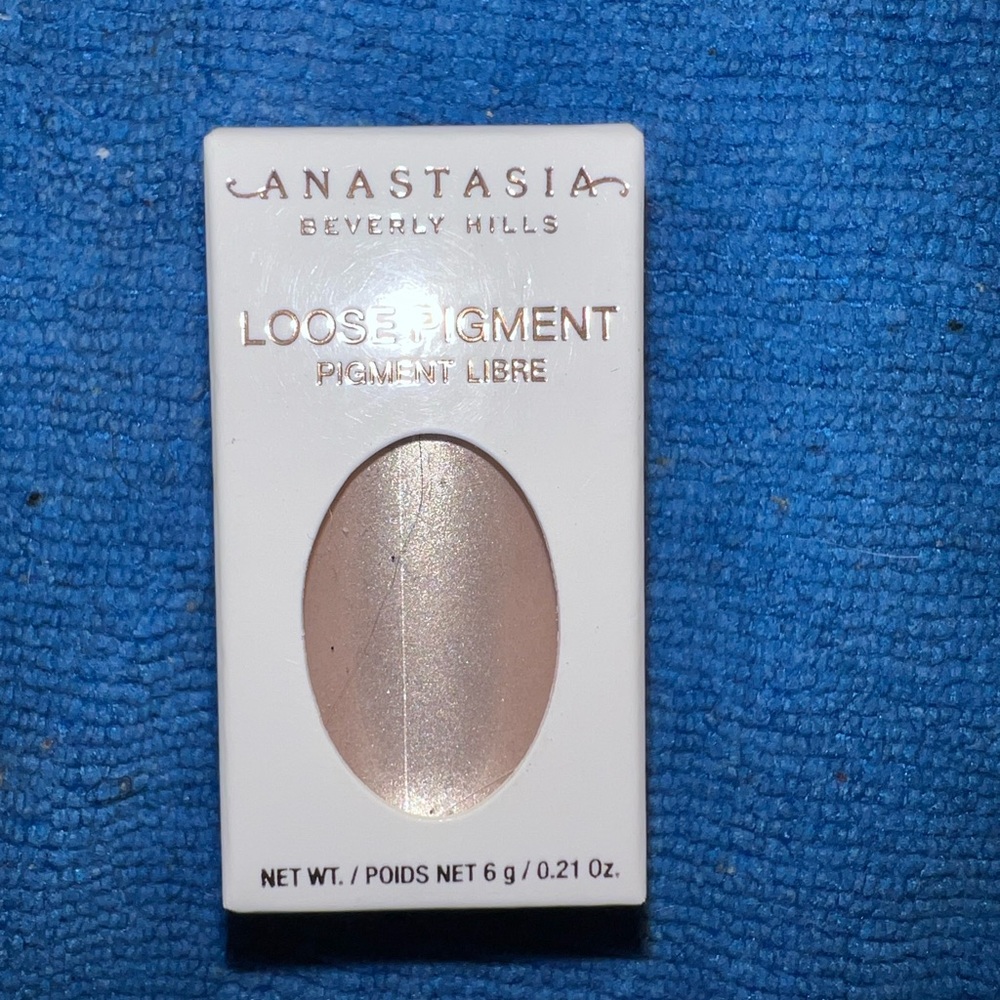 ANASTASIA
BEVERLY HILLS
LOOSE PIGMENT
PIGMENT LIBRE
NET WT. / POIDS NET 6 g / 0.21 Oz.